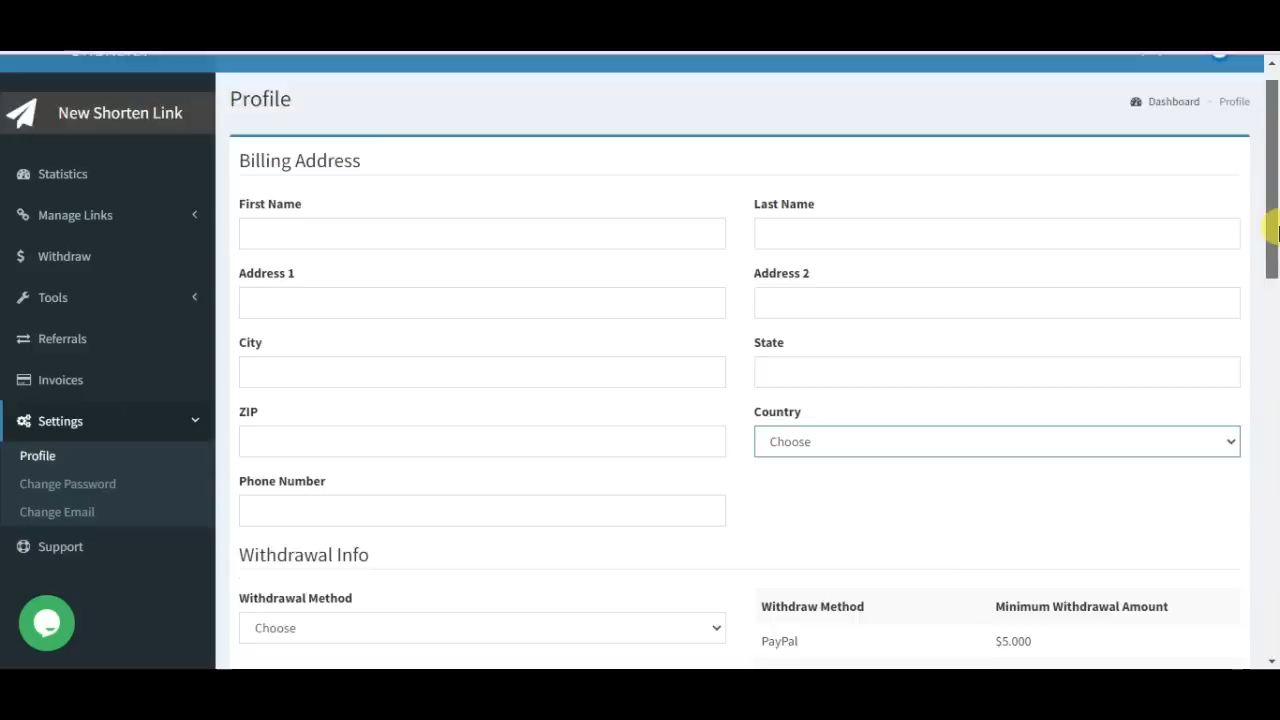 New Shorten Link
Profile
Dashboard
Profile
Statistics
Manage Links
Withdraw
Tools
Referrals
Invoices
Settings
Profile
Change Password
Change Email
Support
Billing Address
First Name
Last Name
Address 1
Address 2
City
State
ZIP
Country
Choose
Phone Number
Withdrawal Info
Withdrawal Method
Choose
Withdraw Method Minimum Withdrawal Amount
PayPal $5.000